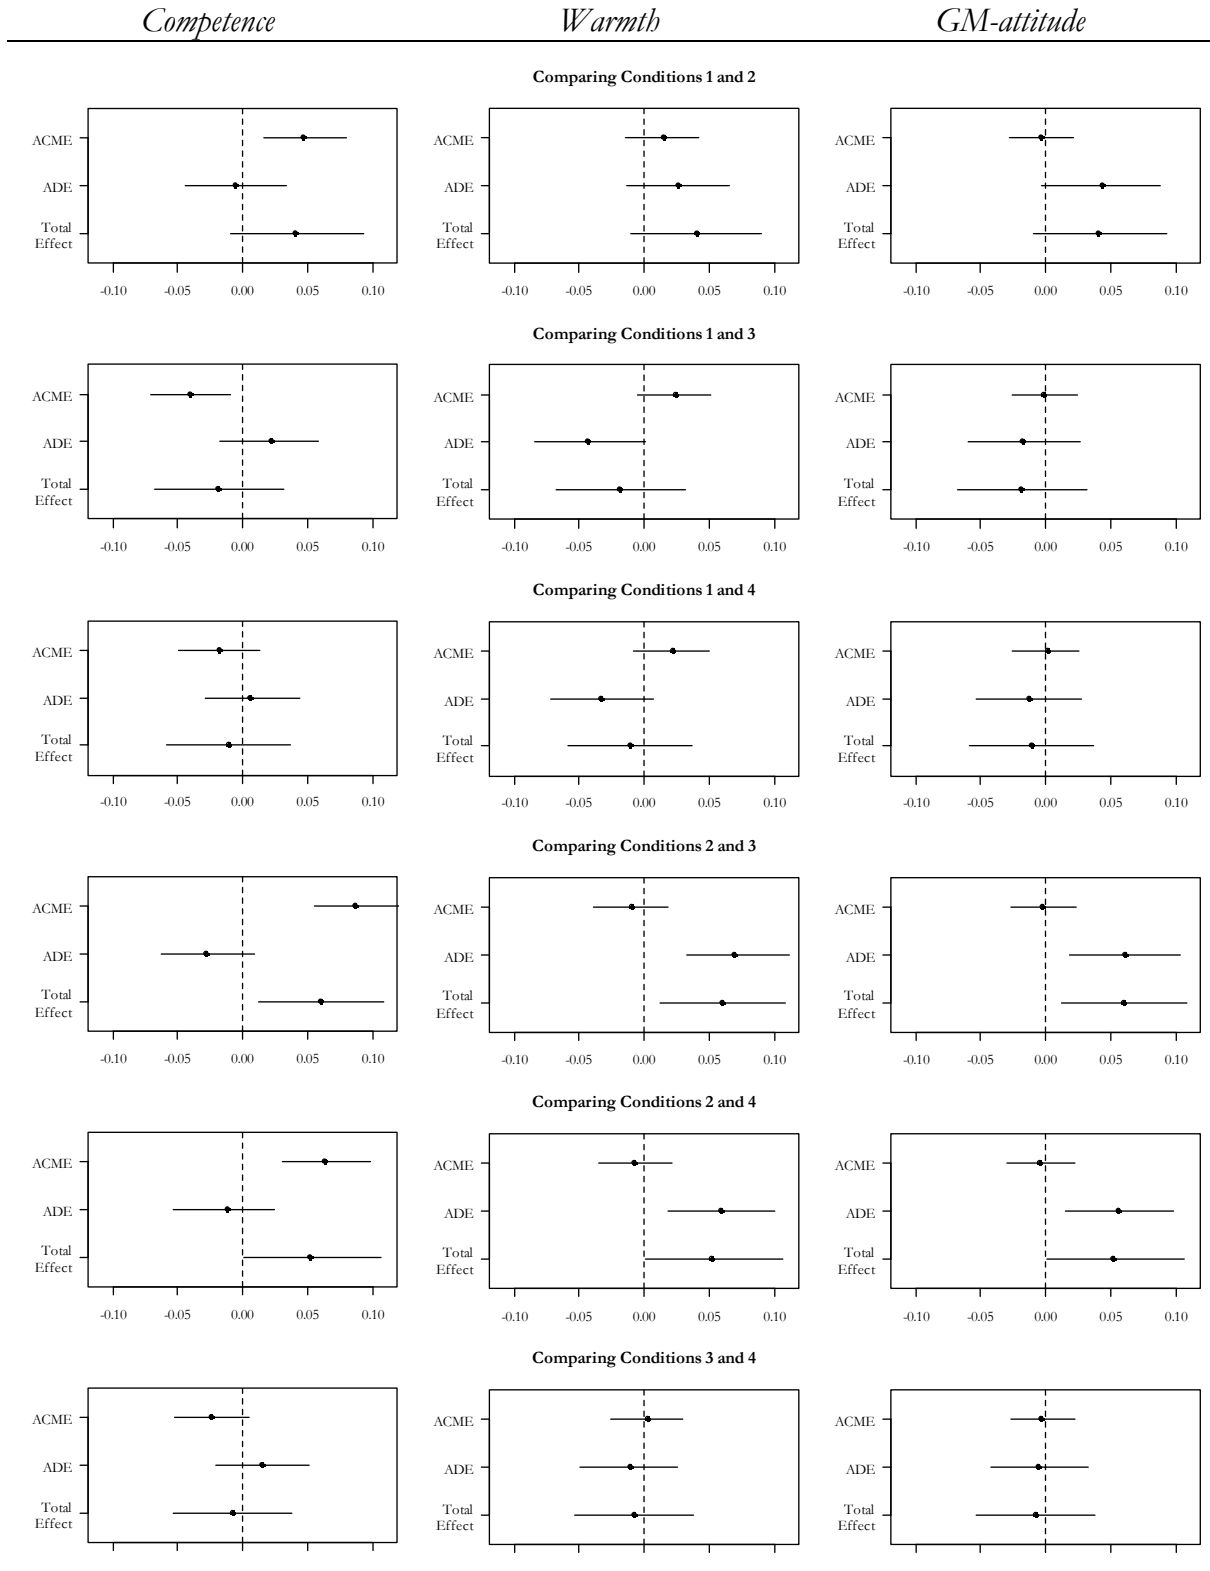 Competence Warmth GM-attitude
Comparing Conditions 1 and 2
ACME ACME ACME
ADE ADE ADE
Total Total Total
Effect Effect Effect
-0.10 -0.05 0.00 0.05 0.10 -0.10 -0.05 0.00 0.05 0.10 -0.10 -0.05 0.00 0.05 0.10
Comparing Conditions 1 and 3
ACME ACME ACME
ADE ADE ADE
Total Total Total
Effect Effect Effect
-0.10 -0.05 0.00 0.05 0.10 -0.10 -0.05 0.00 0.05 0.10 -0.10 -0.05 0.00 0.05 0.10
Comparing Conditions 1 and 4
ACME ACME ACME
ADE ADE ADE
Total Total Total
Effect Effect Effect
-0.10 -0.05 0.00 0.05 0.10 -0.10 -0.05 0.00 0.05 0.10 -0.10 -0.05 0.00 0.05 0.10
Comparing Conditions 2 and 3
ACME ACME ACME
ADE ADE ADE
Total Total Total
Effect Effect Effect
-0.10 -0.05 0.00 0.05 0.10 -0.10 -0.05 0.00 0.05 0.10 -0.10 -0.05 0.00 0.05 0.10
Comparing Conditions 2 and 4
ACME ACME ACME
ADE ADE ADE
Total Total Total
Effect Effect Effect
-0.10 -0.05 0.00 0.05 0.10 -0.10 -0.05 0.00 0.05 0.10 -0.10 -0.05 0.00 0.05 0.10
Comparing Conditions 3 and 4
ACME ACME ACME
ADE ADE ADE
Total Total Total
Effect Effect Effect